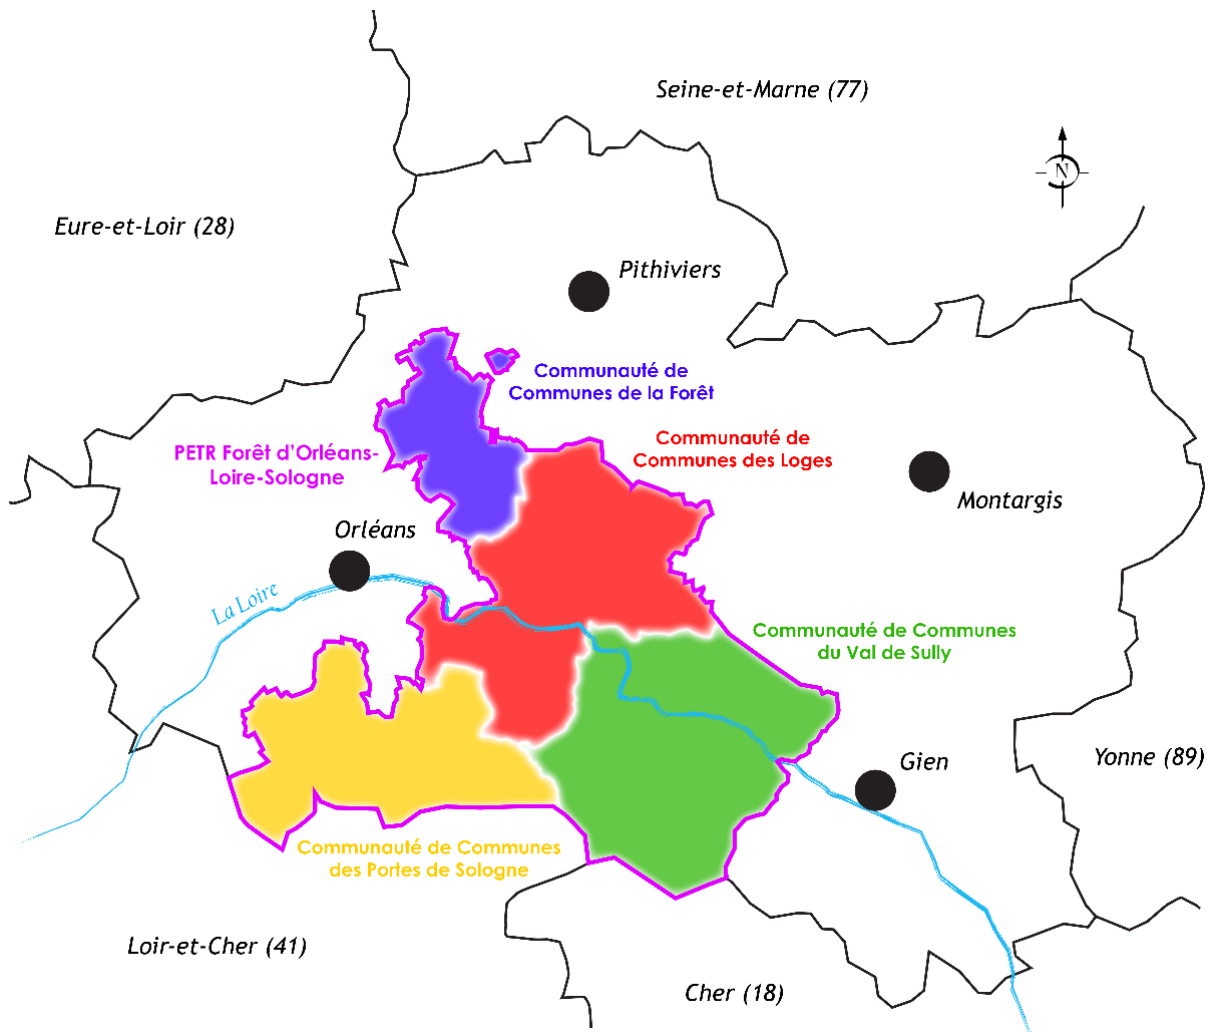 Seine-et-Marne (77)
N
Eure-et-Loir (28)
Pithiviers
Communauté de
Communes de la Forêt
Communauté de
Communes des Loges
PETR Forêt d'Orléans-
Loire-Sologne
Montargis
Orléans
La Loire
Communauté de Communes
du Val de Sully
Gien
Yonne (89)
Communauté de Communes
des Portes de Sologne
Loir-et-Cher (41)
Cher (18)